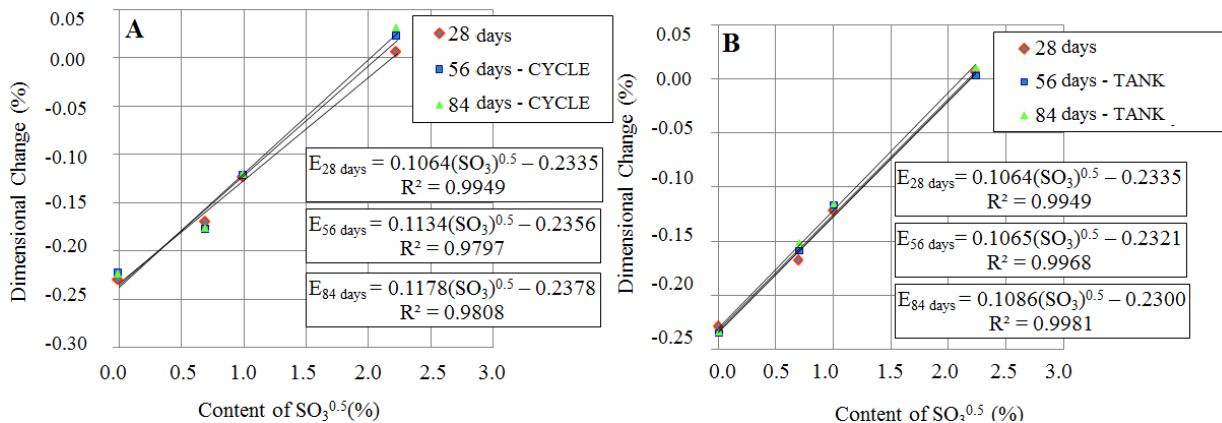 A
0.05
0.00
-0.05
-0.10
-0.15
-0.20
-0.25
-0.30
Dimensional Change (%)
28 days
56 days - CYCLE
84 days - CYCLE
E28 days = 0.1064(SO3)0.5 – 0.2335
R² = 0.9949
E56 days = 0.1134(SO3)0.5 – 0.2356
R² = 0.9797
E84 days = 0.1178(SO3)0.5 – 0.2378
R² = 0.9808
0.0 0.5 1.0 1.5 2.0 2.5 3.0
Content of SO3 0.5(%)
B
0.05
0.00
-0.05
-0.10
-0.15
-0.20
-0.25
Dimensional Change (%)
28 days
56 days - TANK
84 days - TANK
E28 days = 0.1064(SO3)0.5 – 0.2335
R² = 0.9949
E56 days = 0.1065(SO3)0.5 – 0.2321
R² = 0.9968
E84 days = 0.1086(SO3)0.5 – 0.2300
R² = 0.9981
0.0 0.5 1.0 1.5 2.0 2.5 3.0
Content of SO3 0.5 (%)